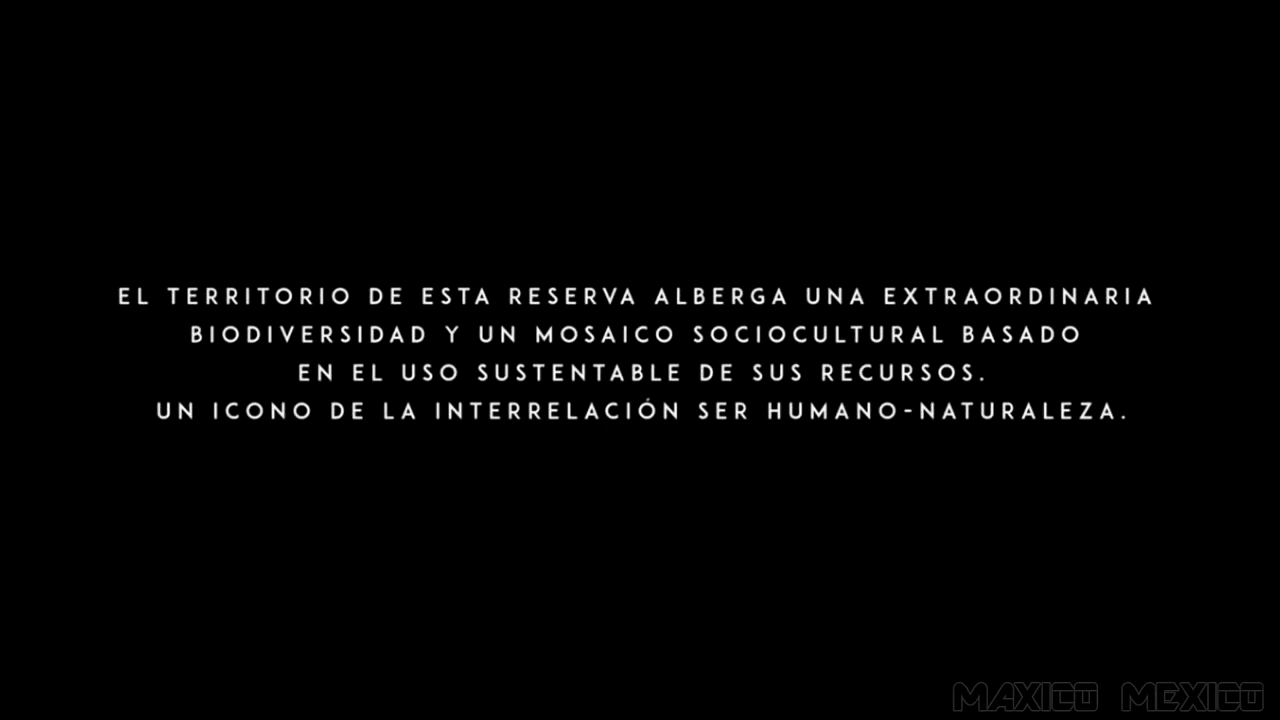 EL TERRITORIO DE ESTA RESERVA ALBERGA UNA EXTRAORDINARIA
BIODIVERSIDAD Y UN MOSAICO SOCIOCULTURAL BASADO
EN EL USO SUSTENTABLE DE SUS RECURSOS.
UN ICONO DE LA INTERRELACIÓN SER HUMANO-NATURALEZA.
MAXICO MEXICO